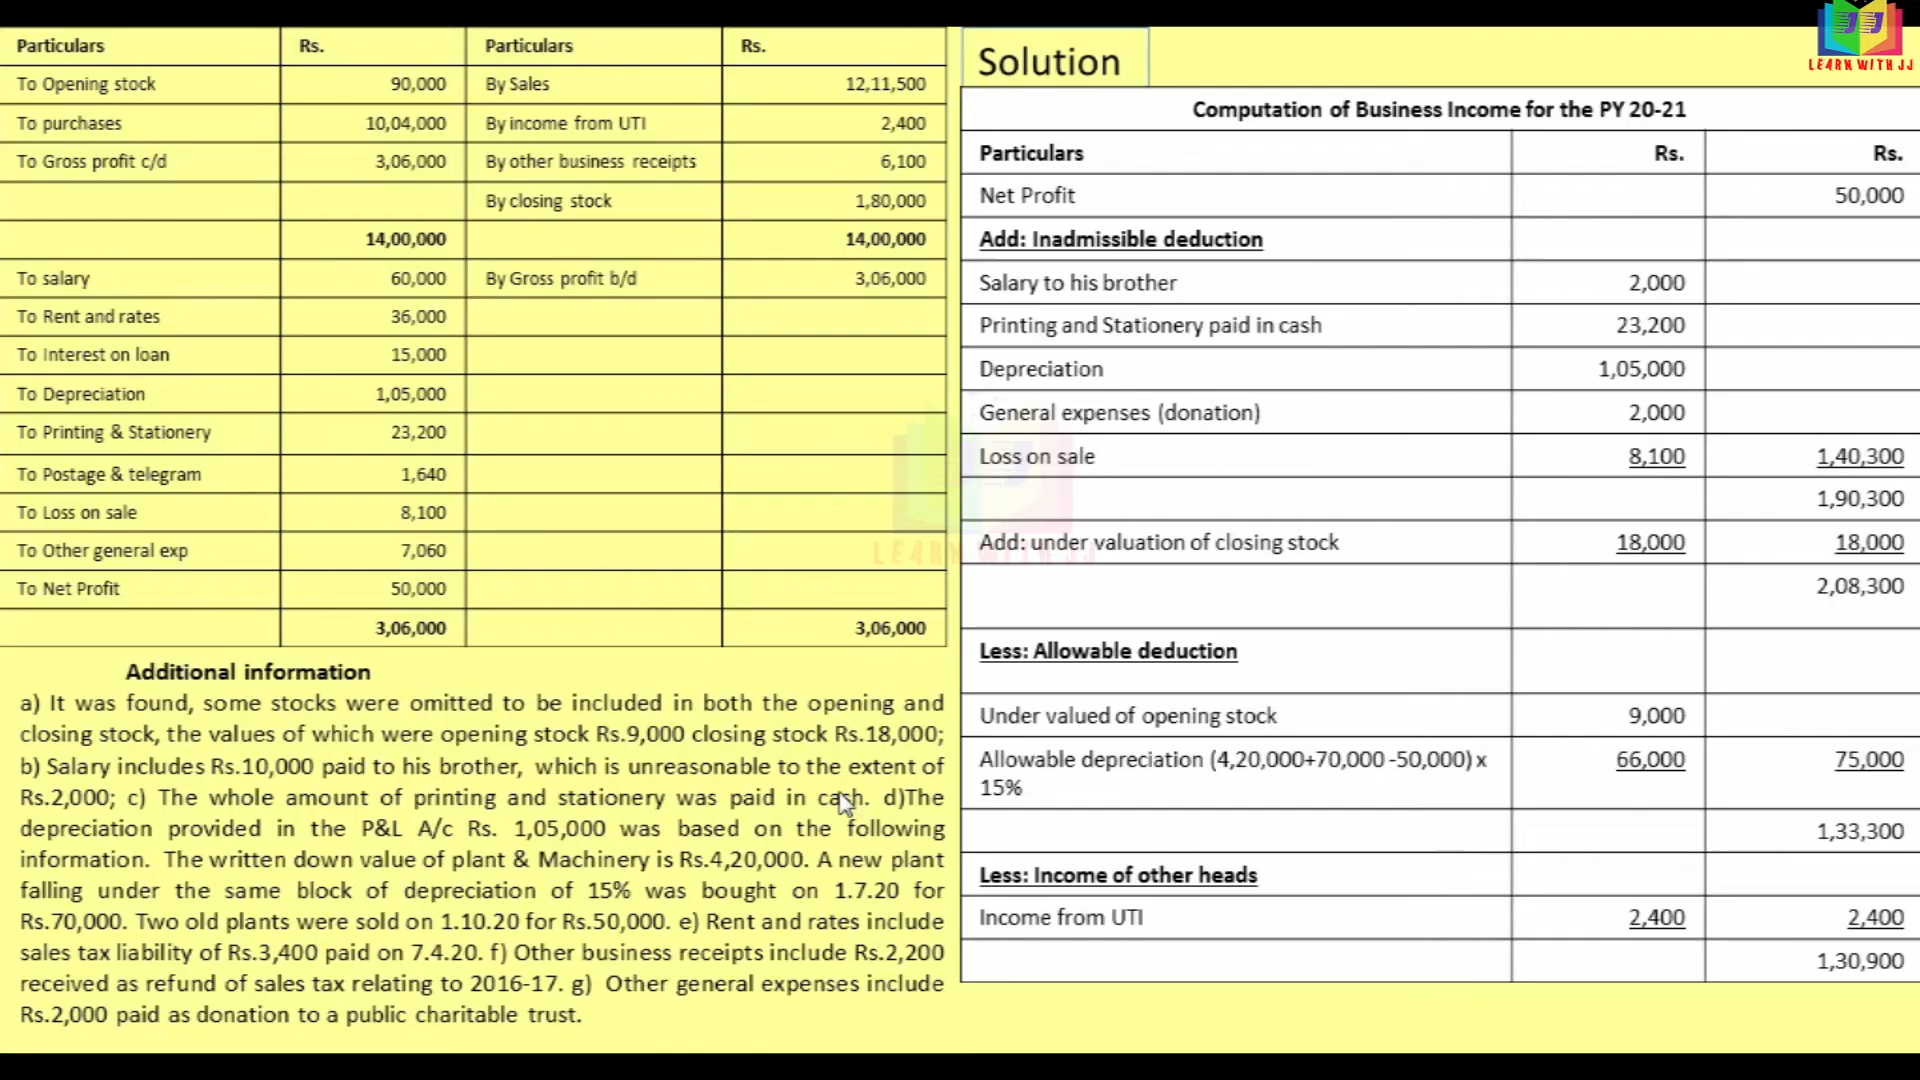 Particulars Rs. Particulars Rs.
To Opening stock 90,000 By Sales 12,11,500
To purchases 10,04,000 By income from UTI 2,400
To Gross profit c/d 3,06,000 By other business receipts 6,100
By closing stock 1,80,000
14,00,000 14,00,000
To salary 60,000 By Gross profit b/d 3,06,000
To Rent and rates 36,000
To Interest on loan 15,000
To Depreciation 1,05,000
To Printing & Stationery 23,200
To Postage & telegram 1,640
To Loss on sale 8,100
To Other general exp 7,060
To Net Profit 50,000
3,06,000 3,06,000
Additional information
a) It was found, some stocks were omitted to be included in both the opening and
closing stock, the values of which were opening stock Rs.9,000 closing stock Rs.18,000;
b) Salary includes Rs.10,000 paid to his brother, which is unreasonable to the extent of
Rs.2,000; c) The whole amount of printing and stationery was paid in cash. d)The
depreciation provided in the P&L A/c Rs. 1,05,000 was based on the following
information. The written down value of plant & Machinery is Rs.4,20,000. A new plant
falling under the same block of depreciation of 15% was bought on 1.7.20 for
Rs.70,000. Two old plants were sold on 1.10.20 for Rs.50,000. e) Rent and rates include
sales tax liability of Rs.3,400 paid on 7.4.20. f) Other business receipts include Rs.2,200
received as refund of sales tax relating to 2016-17. g) Other general expenses include
Rs.2,000 paid as donation to a public charitable trust.
Solution
LEARN WITH JJ
Computation of Business Income for the PY 20-21
Particulars Rs. Rs.
Net Profit 50,000
Add: Inadmissible deduction
Salary to his brother 2,000
Printing and Stationery paid in cash 23,200
Depreciation 1,05,000
General expenses (donation) 2,000
Loss on sale 8,100 1,40,300
1,90,300
Add: under valuation of closing stock 18,000 18,000
2,08,300
Less: Allowable deduction
Under valued of opening stock 9,000
Allowable depreciation (4,20,000+70,000 -50,000) x 66,000 75,000
15%
1,33,300
Less: Income of other heads
Income from UTI 2,400 2,400
1,30,900
LEARN WITH JJ